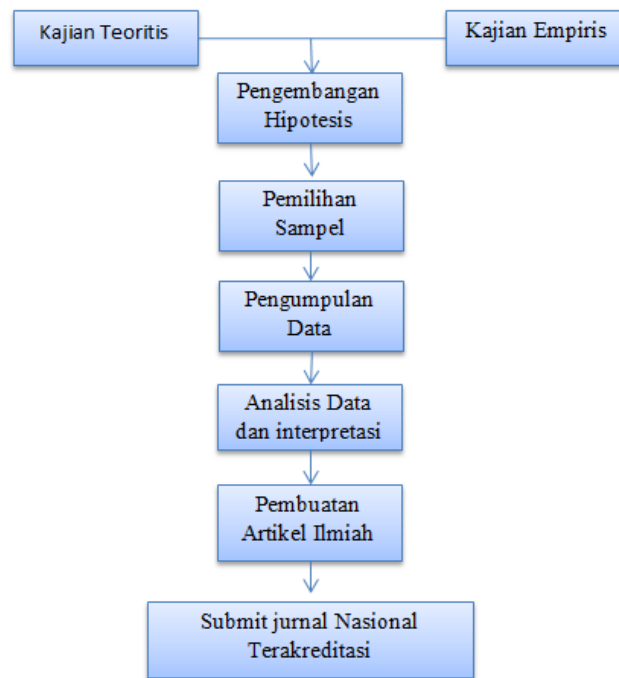 Kajian Teoritis
Kajian Empiris
Pengembangan
Hipotesis
Pemilihan
Sampel
Pengumpulan
Data
Analisis Data
dan interpretasi
Pembuatan
Artikel Ilmiah
Submit jurnal Nasional
Terakreditasi